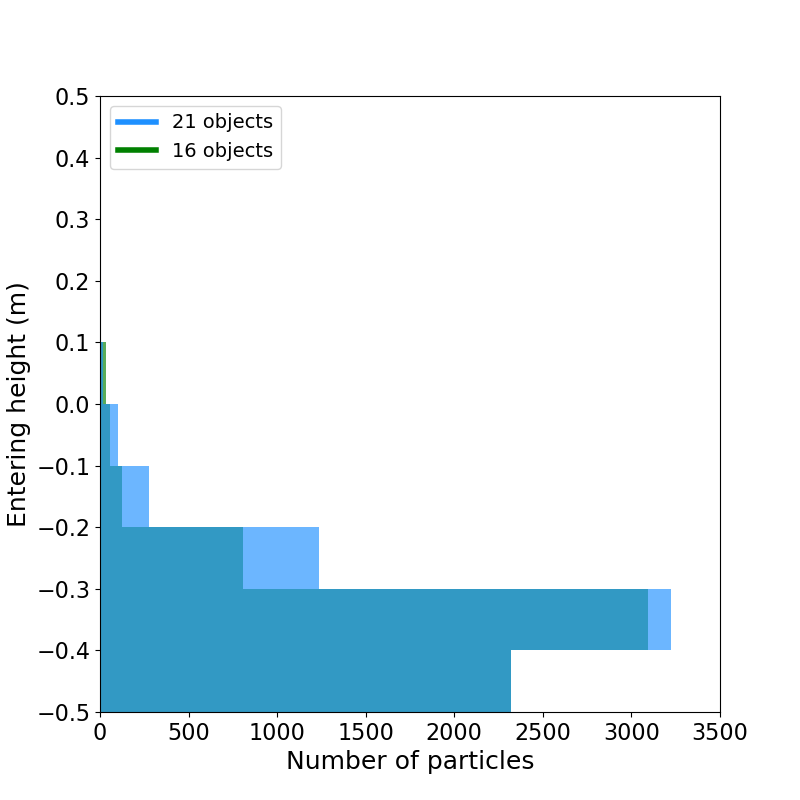 21 objects
16 objects
0.5
0.4
0.3
0.2
0.1
0.0
−0.1
−0.2
−0.3
−0.4
−0.5
Entering height (m)
0 500 1000 1500 2000 2500 3000 3500
Number of particles